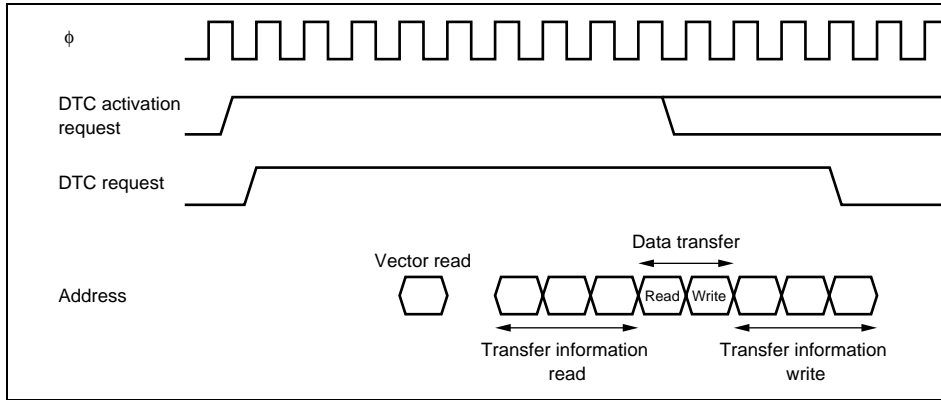 φ
DTC activation
request
DTC request
Data transfer
Vector read
Address
Read
Write
Transfer information
read
Transfer information
write